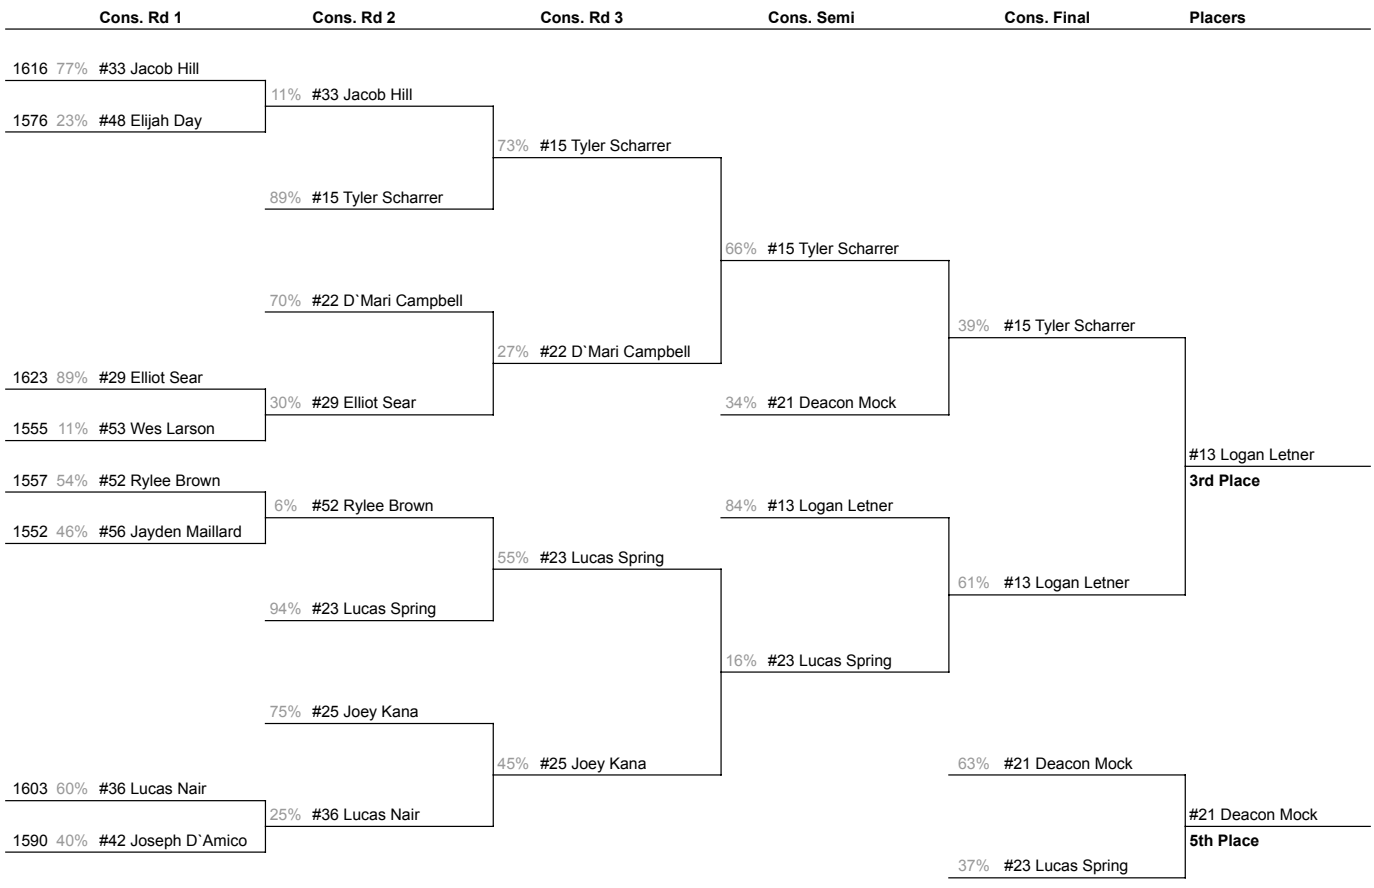 Cons. Rd 1 Cons. Rd 2 Cons. Rd 3 Cons. Semi Cons. Final Placers
1616 77% #33 Jacob Hill
11% #33 Jacob Hill
1576 23% #48 Elijah Day
73% #15 Tyler Scharrer
89% #15 Tyler Scharrer
66% #15 Tyler Scharrer
70% #22 D`Mari Campbell
39% #15 Tyler Scharrer
27% #22 D`Mari Campbell
1623 89% #29 Elliot Sear
30% #29 Elliot Sear
34% #21 Deacon Mock
1555 11% #53 Wes Larson
#13 Logan Letner
1557 54% #52 Rylee Brown
3rd Place
6% #52 Rylee Brown
84% #13 Logan Letner
1552 46% #56 Jayden Maillard
55% #23 Lucas Spring
61% #13 Logan Letner
94% #23 Lucas Spring
16% #23 Lucas Spring
75% #25 Joey Kana
45% #25 Joey Kana
63% #21 Deacon Mock
1603 60% #36 Lucas Nair
25% #36 Lucas Nair
#21 Deacon Mock
1590 40% #42 Joseph D`Amico
5th Place
37% #23 Lucas Spring